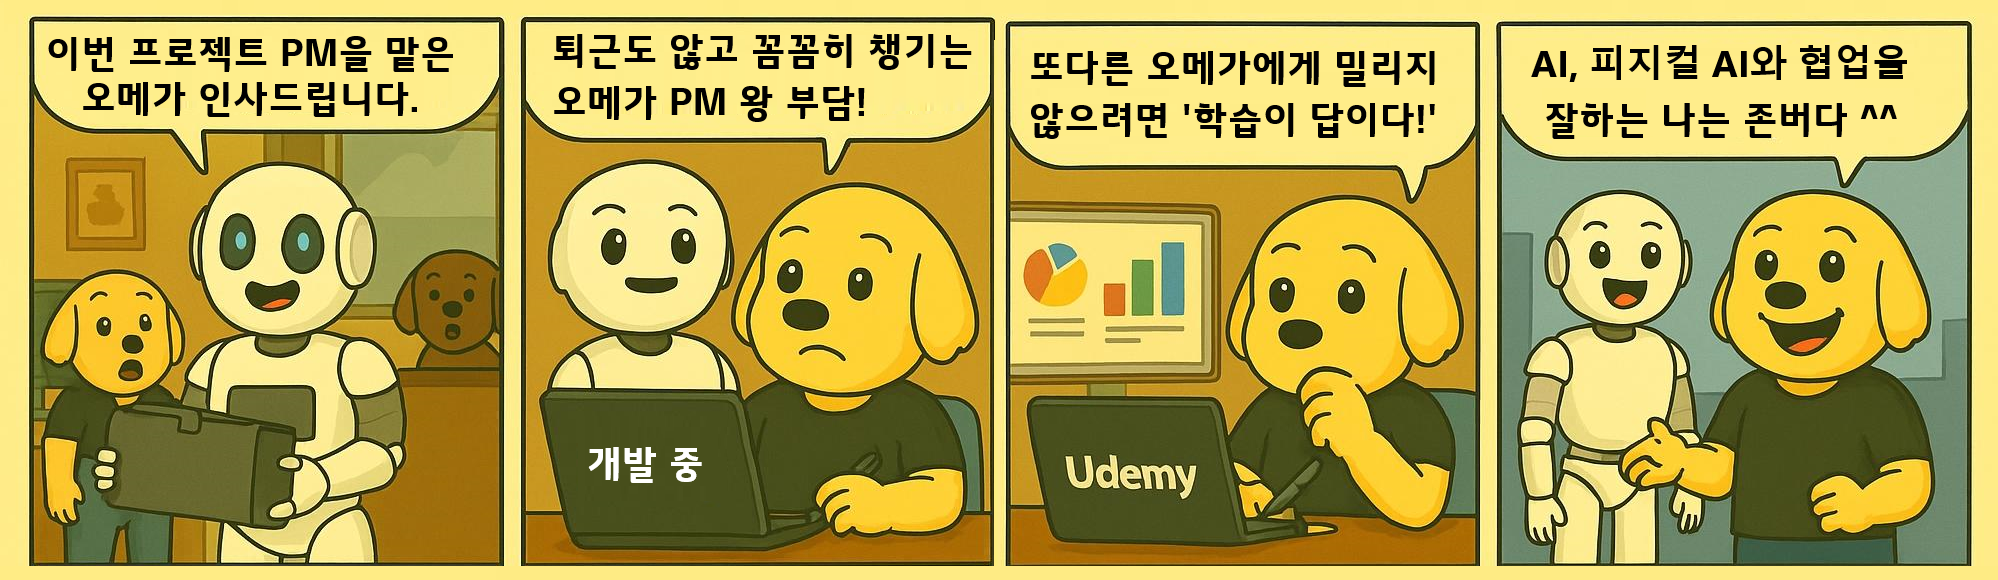 이번 프로젝트 PM을 맡은
오메가 인사드립니다.
퇴근도 않고 꼼꼼히 챙기는
오메가 PM 왕 부담!
개발 중
또다른 오메가에게 밀리지
않으려면 '학습이 답이다!'
Udemy
AI, 피지컬 AI와 협업을
잘하는 나는 존버다 ^^